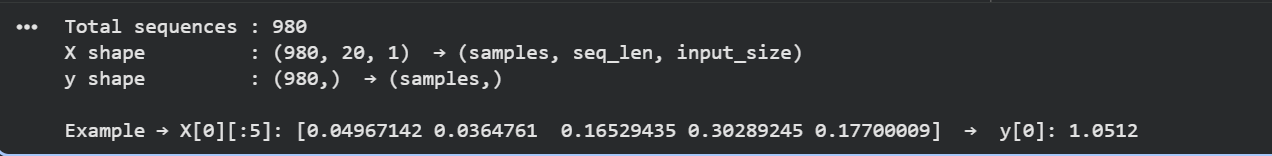 ••• Total sequences : 980
X shape         : (980, 20, 1)  → (samples, seq_len, input_size)
y shape         : (980,)  → (samples,)
Example → X[0][:5]: [0.04967142 0.0364761  0.16529435 0.30289245 0.17700009]  →  y[0]: 1.0512